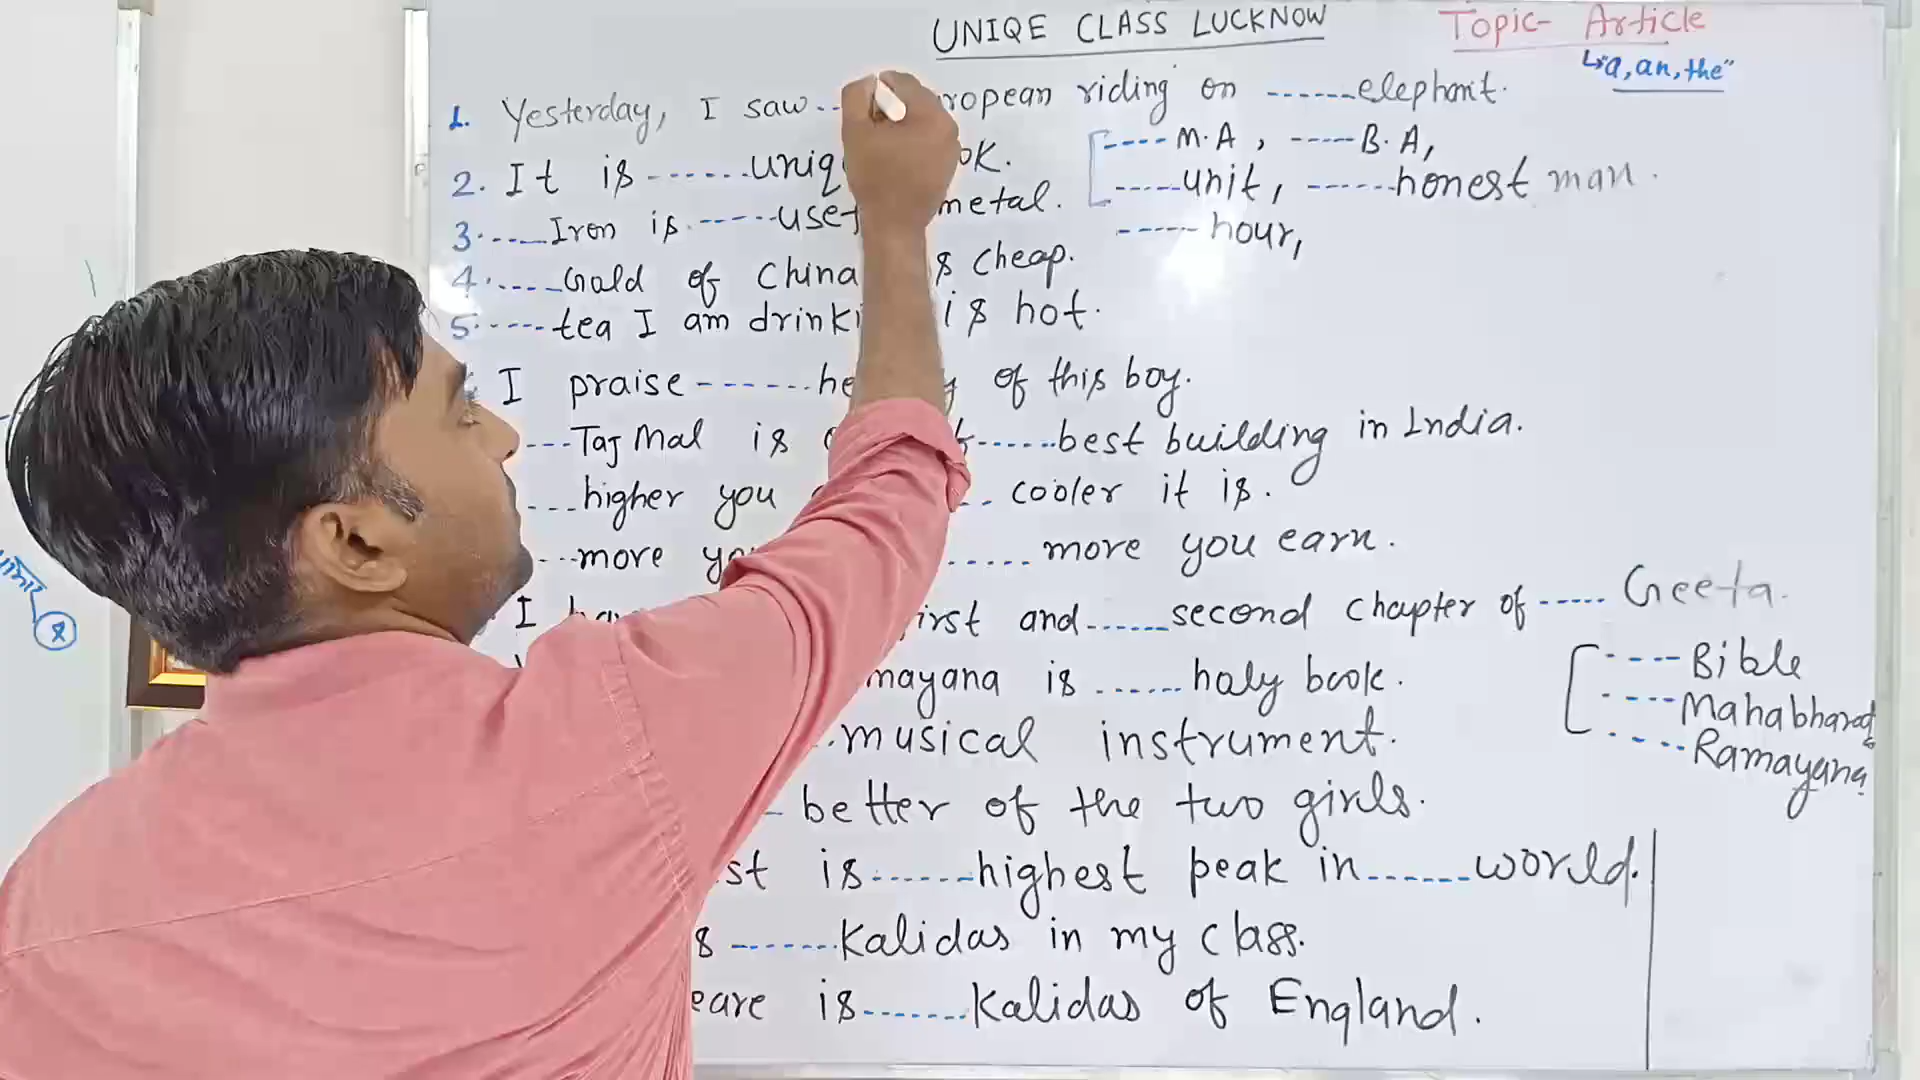 UNIQE CLASS LUCKNOW
Topic- Article
↳"a, an, the"
1. Yesterday, I saw .. ropean riding on ......elephant.
2. It is ......uniq ok.
----M.A, -----B.A,
3. ----Iron is ------usef metal.
-----unit, ------honest man.
----- hour,
4. ----Gold of China is cheap.
5. ----tea I am drinki is hot.
I praise -------he y of this boy.
---Taj Mal is ......best building in India.
...higher you .. cooler it is.
---more yo ..... more you earn.
I ha irst and ......second chapter of ----- Geeta.
mayana is ......holy book.
----Bible
----Mahabharat
----Ramayana
.musical instrument.
- better of the two girls.
st is ......highest peak in ......world.
s -------Kalidas in my class.
eare is .......Kalidas of England.